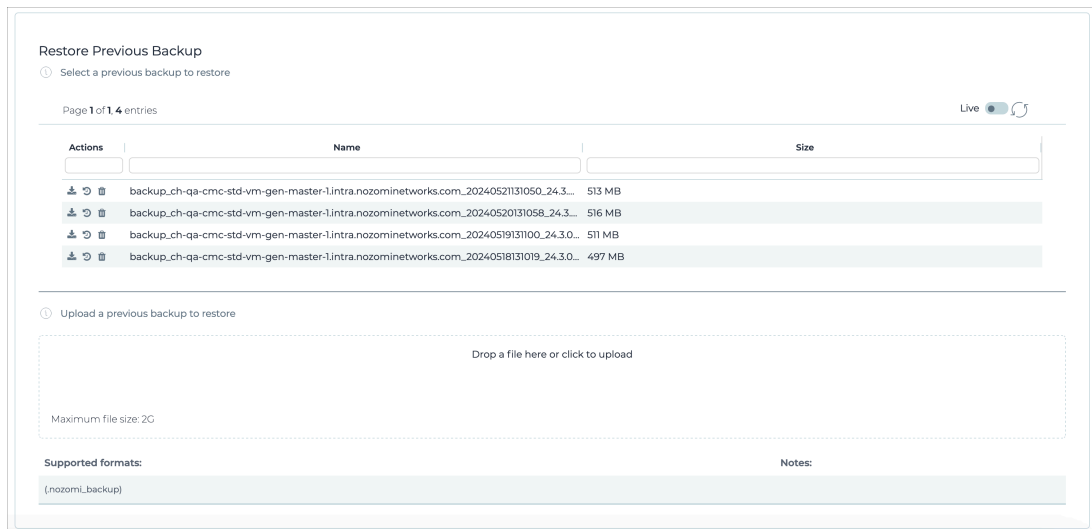 Restore Previous Backup
Select a previous backup to restore
Page 1 of 1, 4 entries
Live
Actions Name Size
backup_ch-qa-cmc-std-vm-gen-master-1.intra.nozominetworks.com_20240521131050_24.3.... 513 MB
backup_ch-qa-cmc-std-vm-gen-master-1.intra.nozominetworks.com_20240520131058_24.3.... 516 MB
backup_ch-qa-cmc-std-vm-gen-master-1.intra.nozominetworks.com_20240519131100_24.3.0... 511 MB
backup_ch-qa-cmc-std-vm-gen-master-1.intra.nozominetworks.com_20240518131019_24.3.0... 497 MB
Upload a previous backup to restore
Drop a file here or click to upload
Maximum file size: 2G
Supported formats: Notes:
(.nozomi_backup)